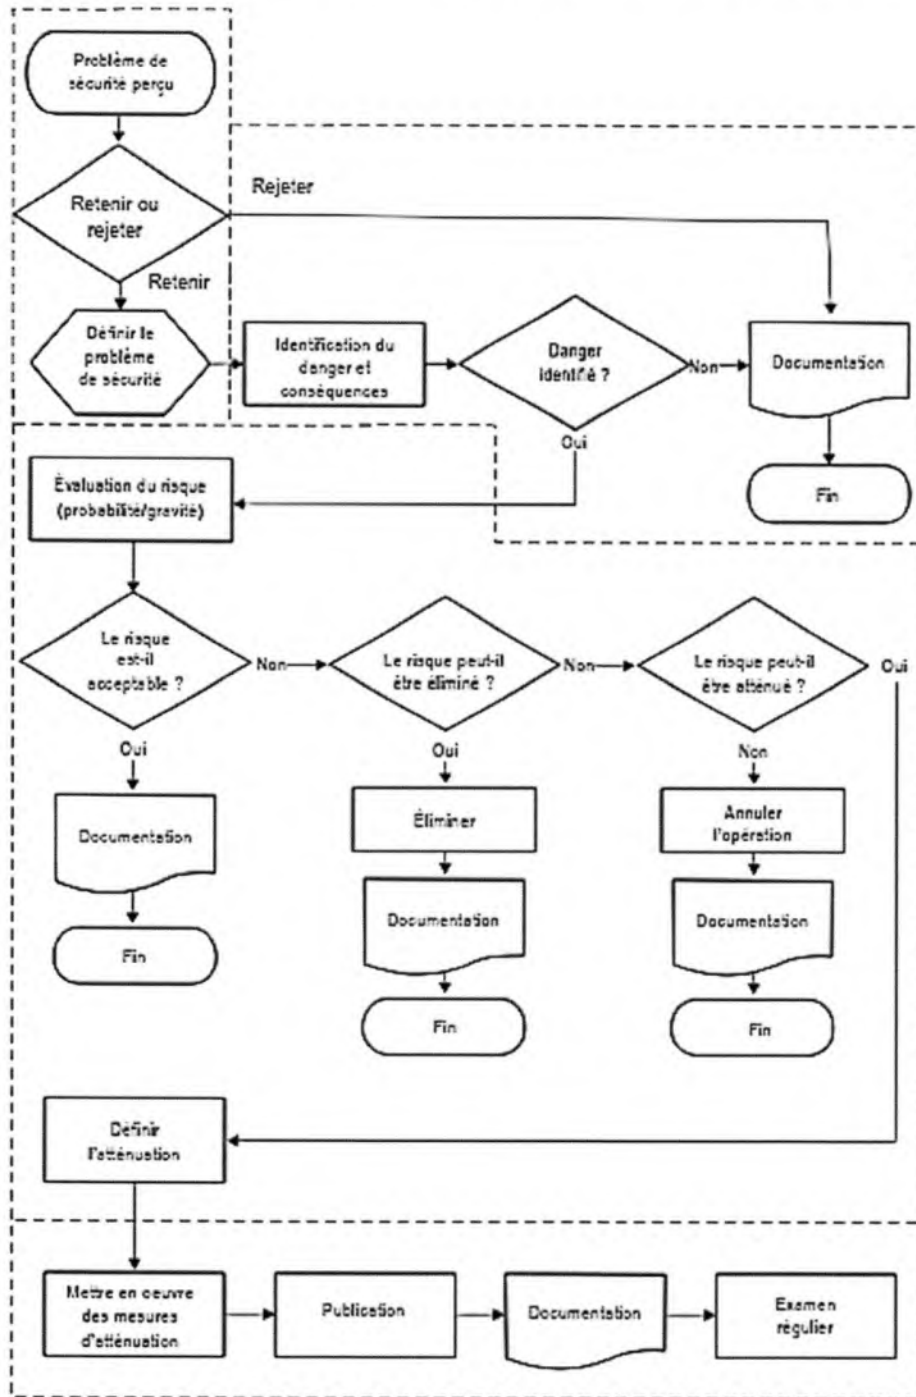 Problème de
sécurité perçu
Rejeter
Retenir ou
rejeter
Retenir
Définir le
problème
de sécurité
Identification du
danger et
conséquences
Danger
identifié ?
Non
Documentation
Oui
Fin
Évaluation du risque
(probabilité/gravité)
Le risque
est-il
acceptable ?
Non
Le risque peut-il
être éliminé ?
Non
Le risque peut-il
être atténué ?
Oui
Oui
Oui
Non
Documentation
Éliminer
Annuler
l'opération
Documentation
Documentation
Fin
Fin
Fin
Définir
l'atténuation
Mettre en oeuvre
des mesures
d'atténuation
Publication
Documentation
Examen
régulier